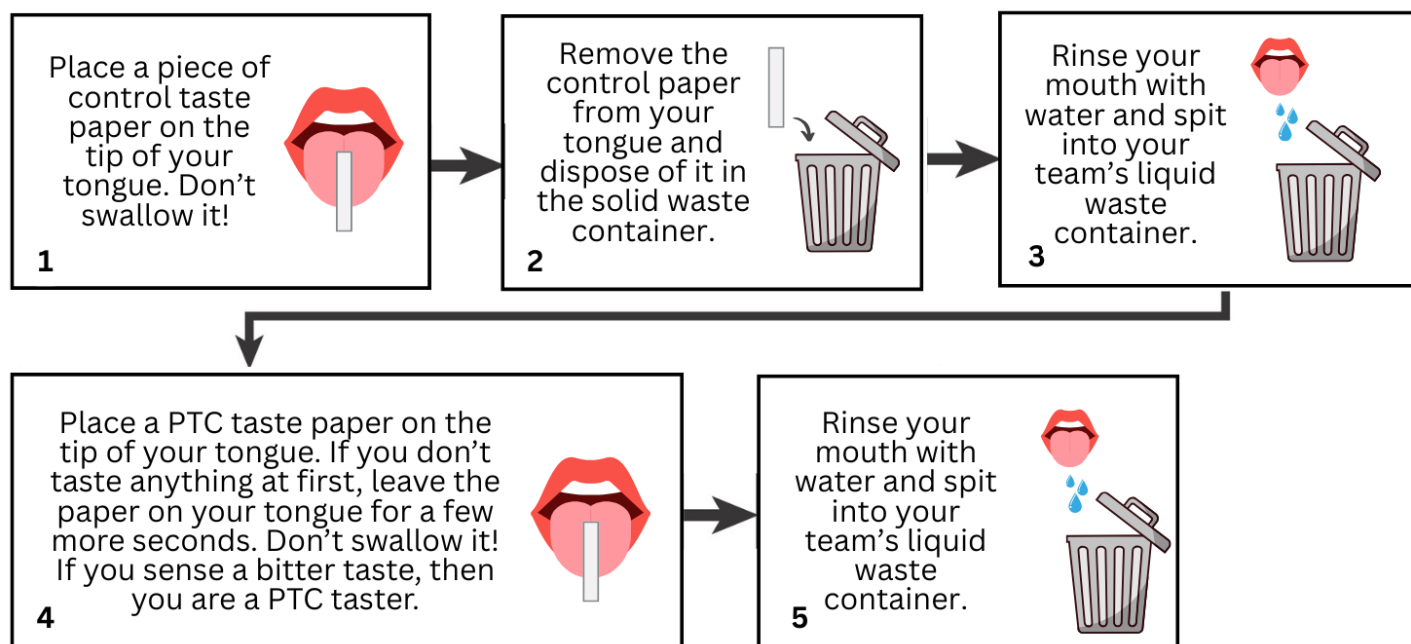 Place a piece of
control taste
paper on the
tip of your
tongue. Don’t
swallow it!
1
Remove the
control paper
from your
tongue and
dispose of it in
the solid waste
container.
2
Rinse your
mouth with
water and spit
into your
team’s liquid
waste
container.
3
Place a PTC taste paper on the
tip of your tongue. If you don’t
taste anything at first, leave the
paper on your tongue for a few
more seconds. Don’t swallow it!
If you sense a bitter taste, then
you are a PTC taster.
4
Rinse your
mouth with
water and spit
into your
team’s liquid
waste
container.
5